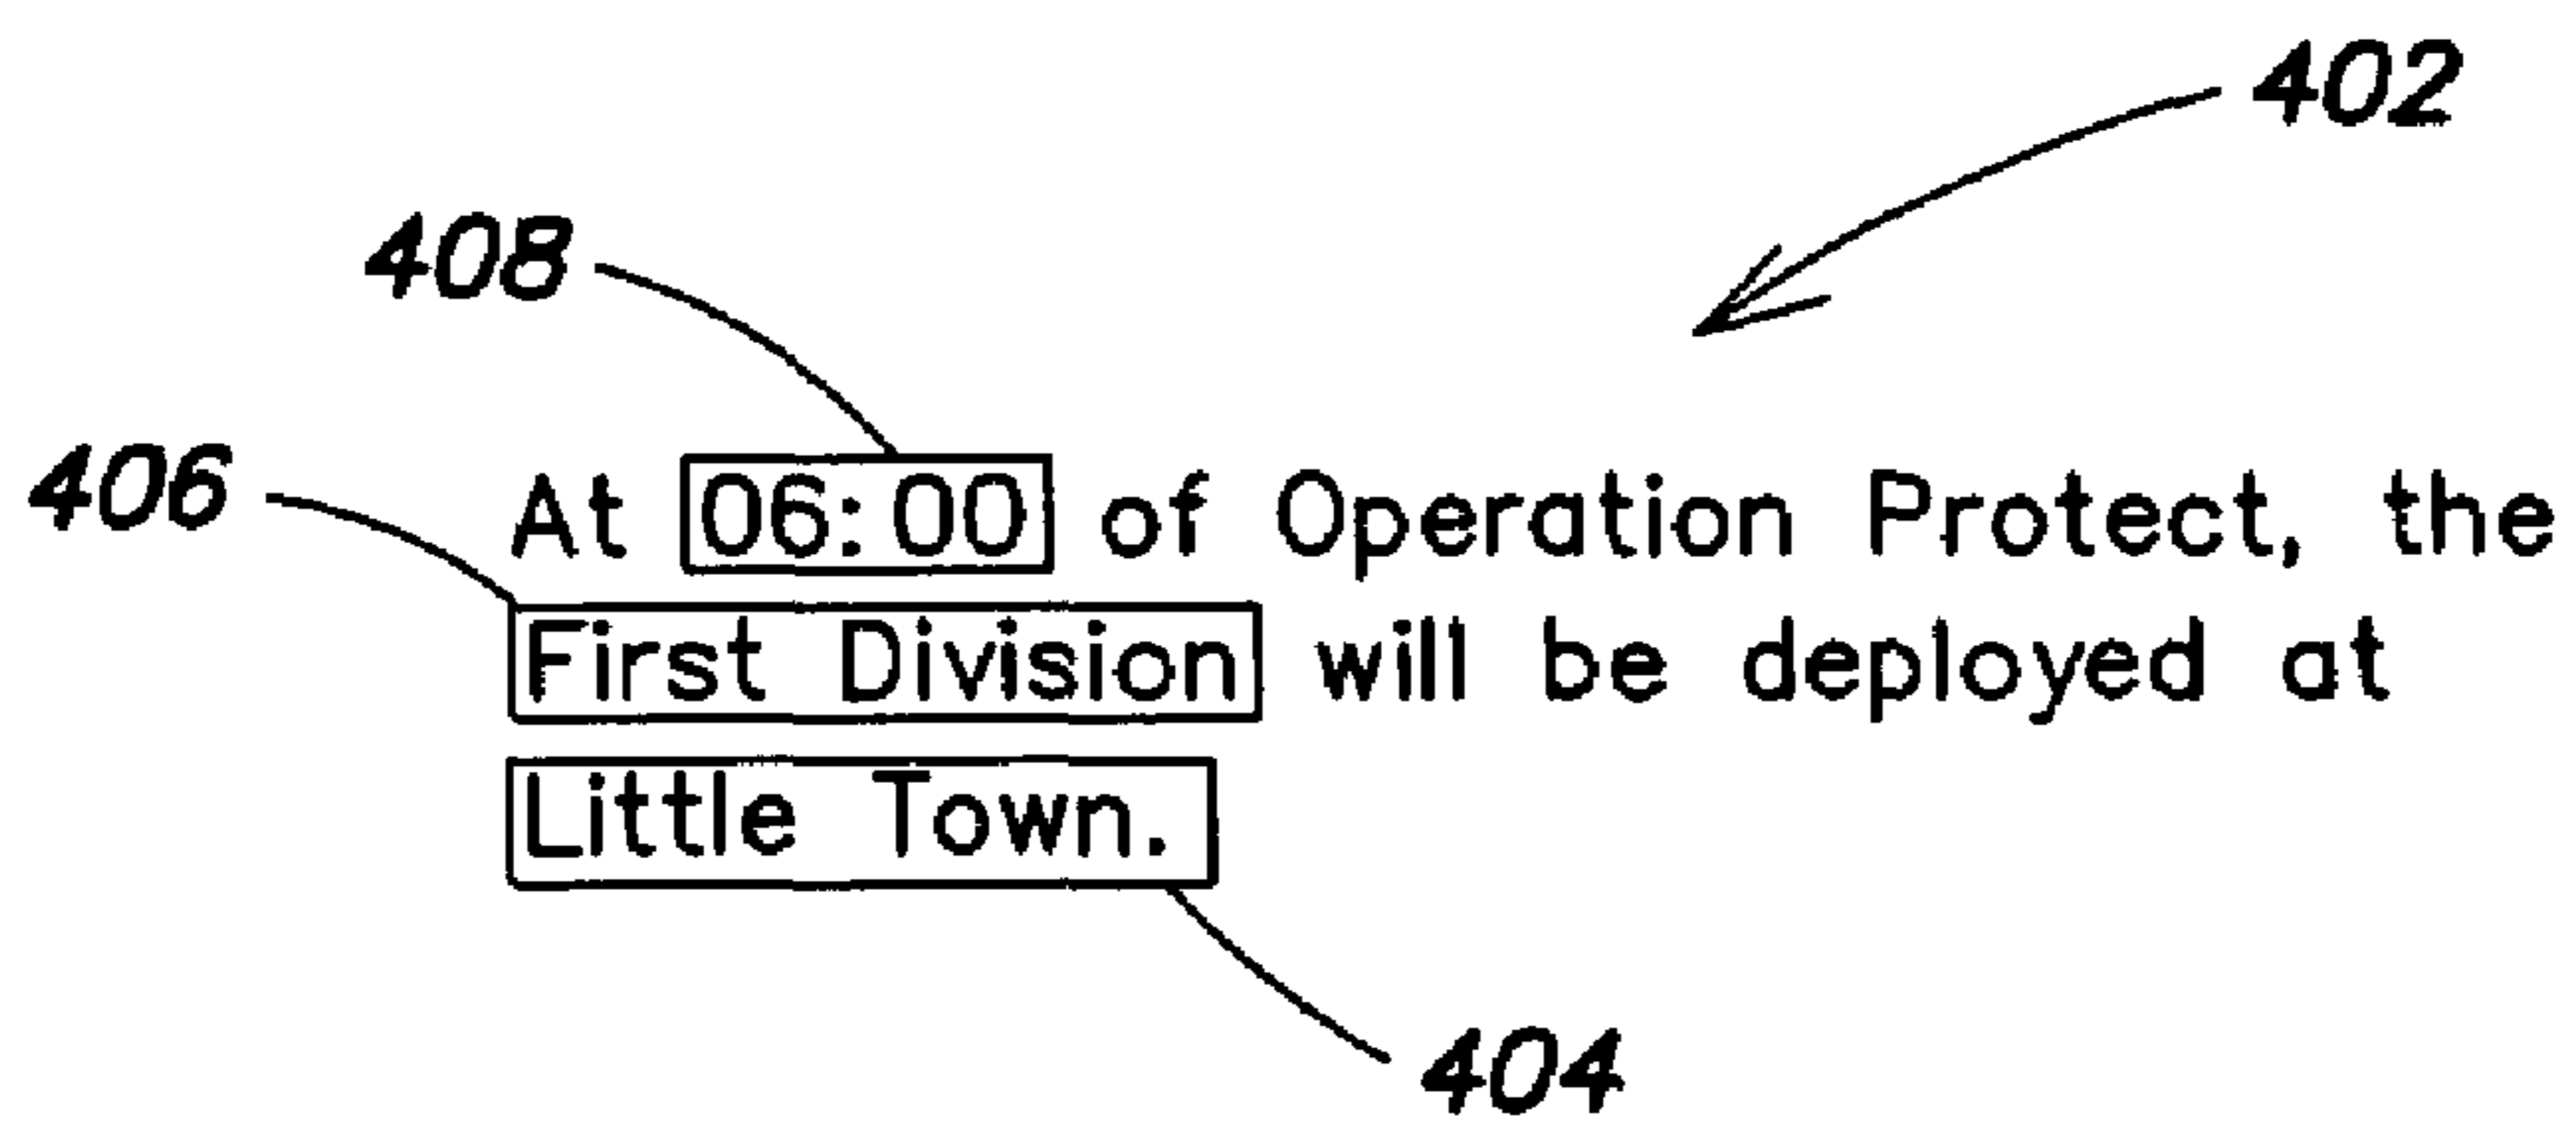 402
408
406
At 06:00 of Operation Protect, the
First Division will be deployed at
Little Town.
404